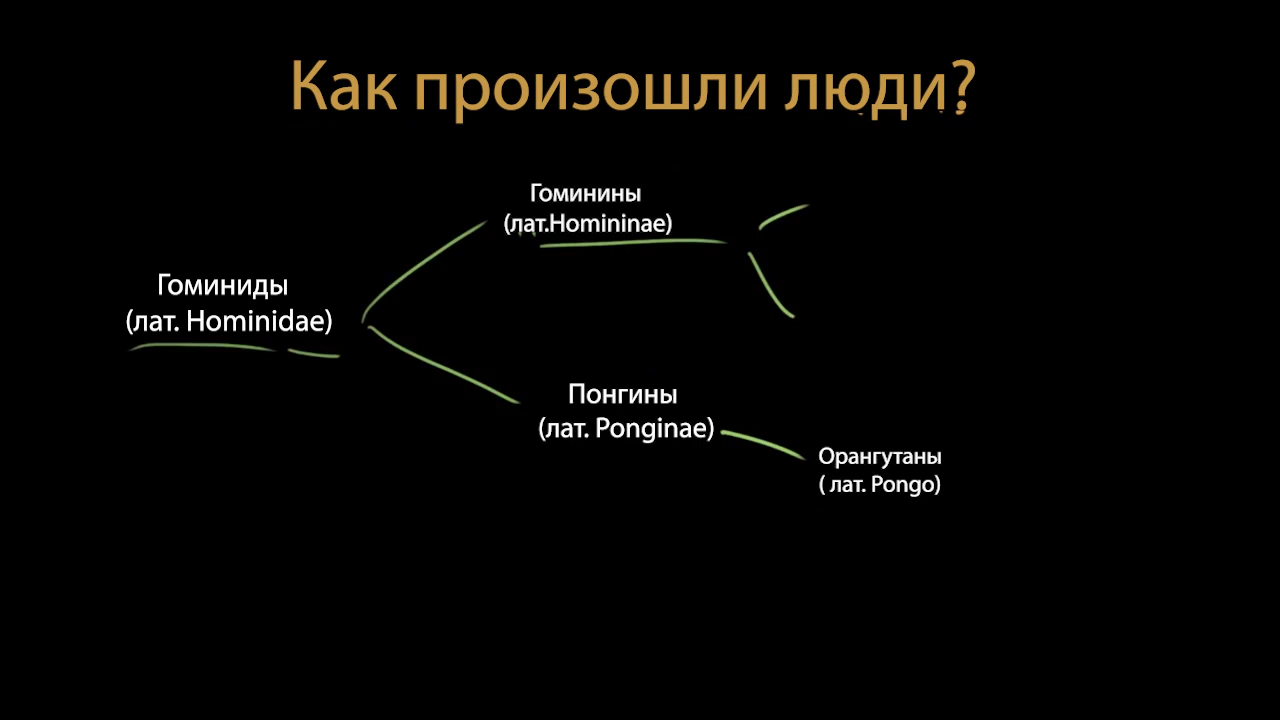 Как произошли люди?
Гоминины
(лат.Homininae)
Гоминиды
(лат. Hominidae)
Понгины
(лат. Ponginae)
Орангутаны
( лат. Pongo)